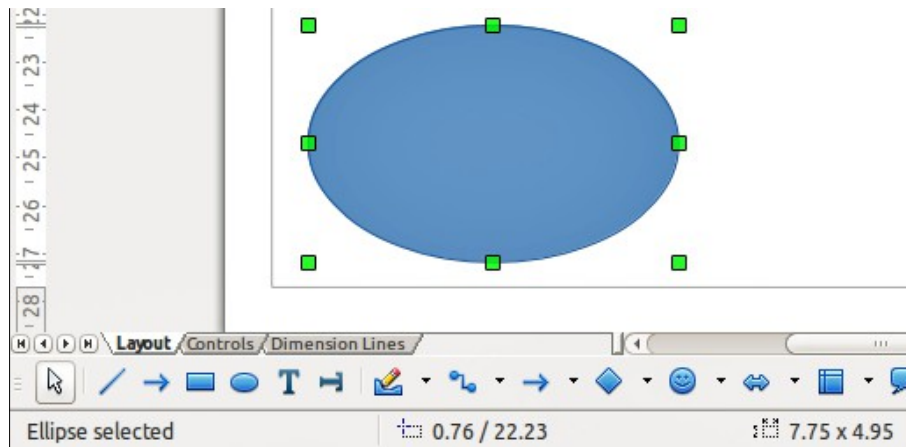 22
23
24
25
26
27
28
Layout Controls Dimension Lines
T T
Ellipse selected 0.76 / 22.23 7.75 x 4.95